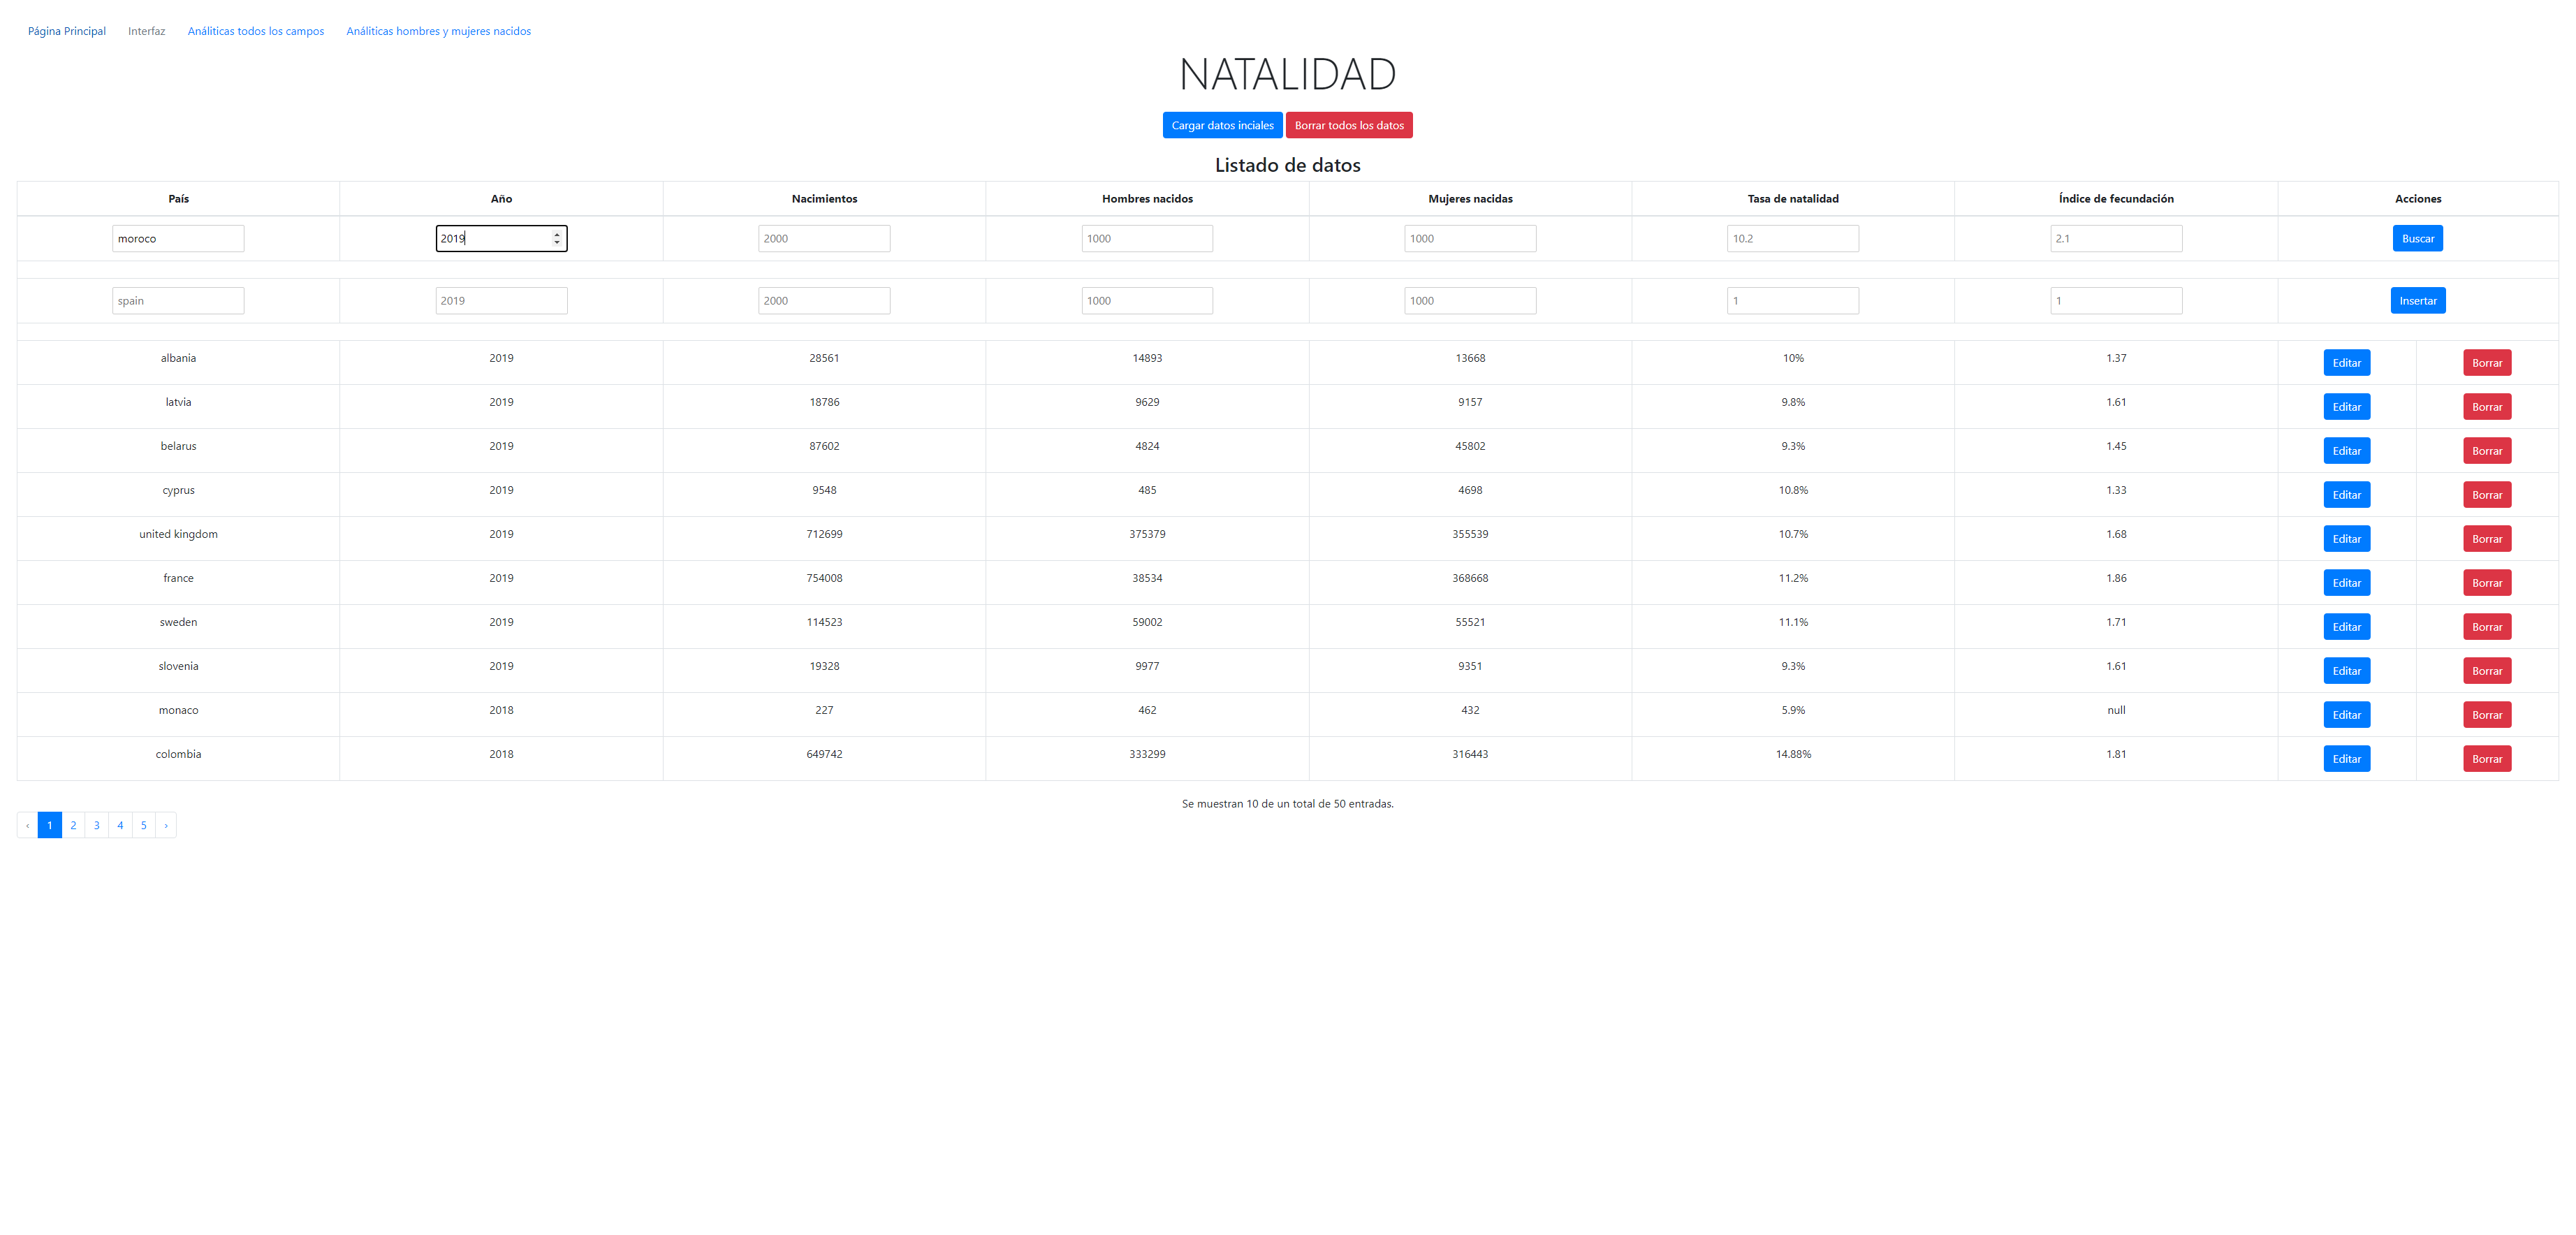 Página Principal Interfaz Análiticas todos los campos Análiticas hombres y mujeres nacidos
NATALIDAD
Cargar datos inciales Borrar todos los datos
Listado de datos
País Año Nacimientos Hombres nacidos Mujeres nacidas Tasa de natalidad Índice de fecundación Acciones
moroco 2019 2000 1000 1000 10.2 2.1 Buscar
spain 2019 2000 1000 1000 1 1 Insertar
albania 2019 28561 14893 13668 10% 1.37 Editar Borrar
latvia 2019 18786 9629 9157 9.8% 1.61 Editar Borrar
belarus 2019 87602 4824 45802 9.3% 1.45 Editar Borrar
cyprus 2019 9548 485 4698 10.8% 1.33 Editar Borrar
united kingdom 2019 712699 375379 355539 10.7% 1.68 Editar Borrar
france 2019 754008 38534 368668 11.2% 1.86 Editar Borrar
sweden 2019 114523 59002 55521 11.1% 1.71 Editar Borrar
slovenia 2019 19328 9977 9351 9.3% 1.61 Editar Borrar
monaco 2018 227 462 432 5.9% null Editar Borrar
colombia 2018 649742 333299 316443 14.88% 1.81 Editar Borrar
Se muestran 10 de un total de 50 entradas.
‹ 1 2 3 4 5 ›